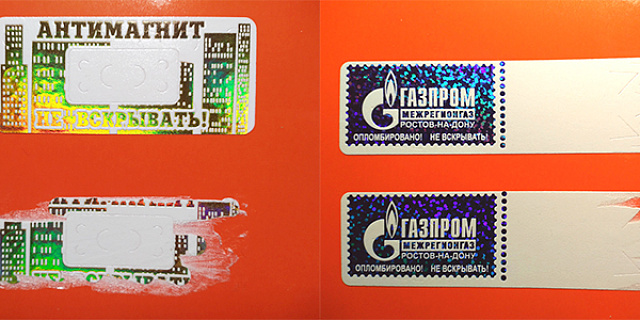 АНТИМАГНИТ
НЕ ВСКРЫВАТЬ!
ГАЗПРОМ
МЕЖРЕГИОНГАЗ
РОСТОВ-НА-ДОНУ
ОПЛОМБИРОВАНО! НЕ ВСКРЫВАТЬ!
ГАЗПРОМ
МЕЖРЕГИОНГАЗ
РОСТОВ-НА-ДОНУ
ОПЛОМБИРОВАНО! НЕ ВСКРЫВАТЬ!